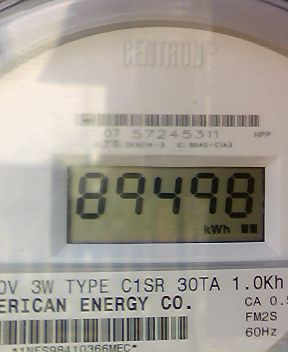 CENTRON
07 57245311 HPP
89498
kWh
0V 3W TYPE C1SR 30TA 1.0Kh
ERICAN ENERGY CO.
CA 0.5
FM2S
60Hz